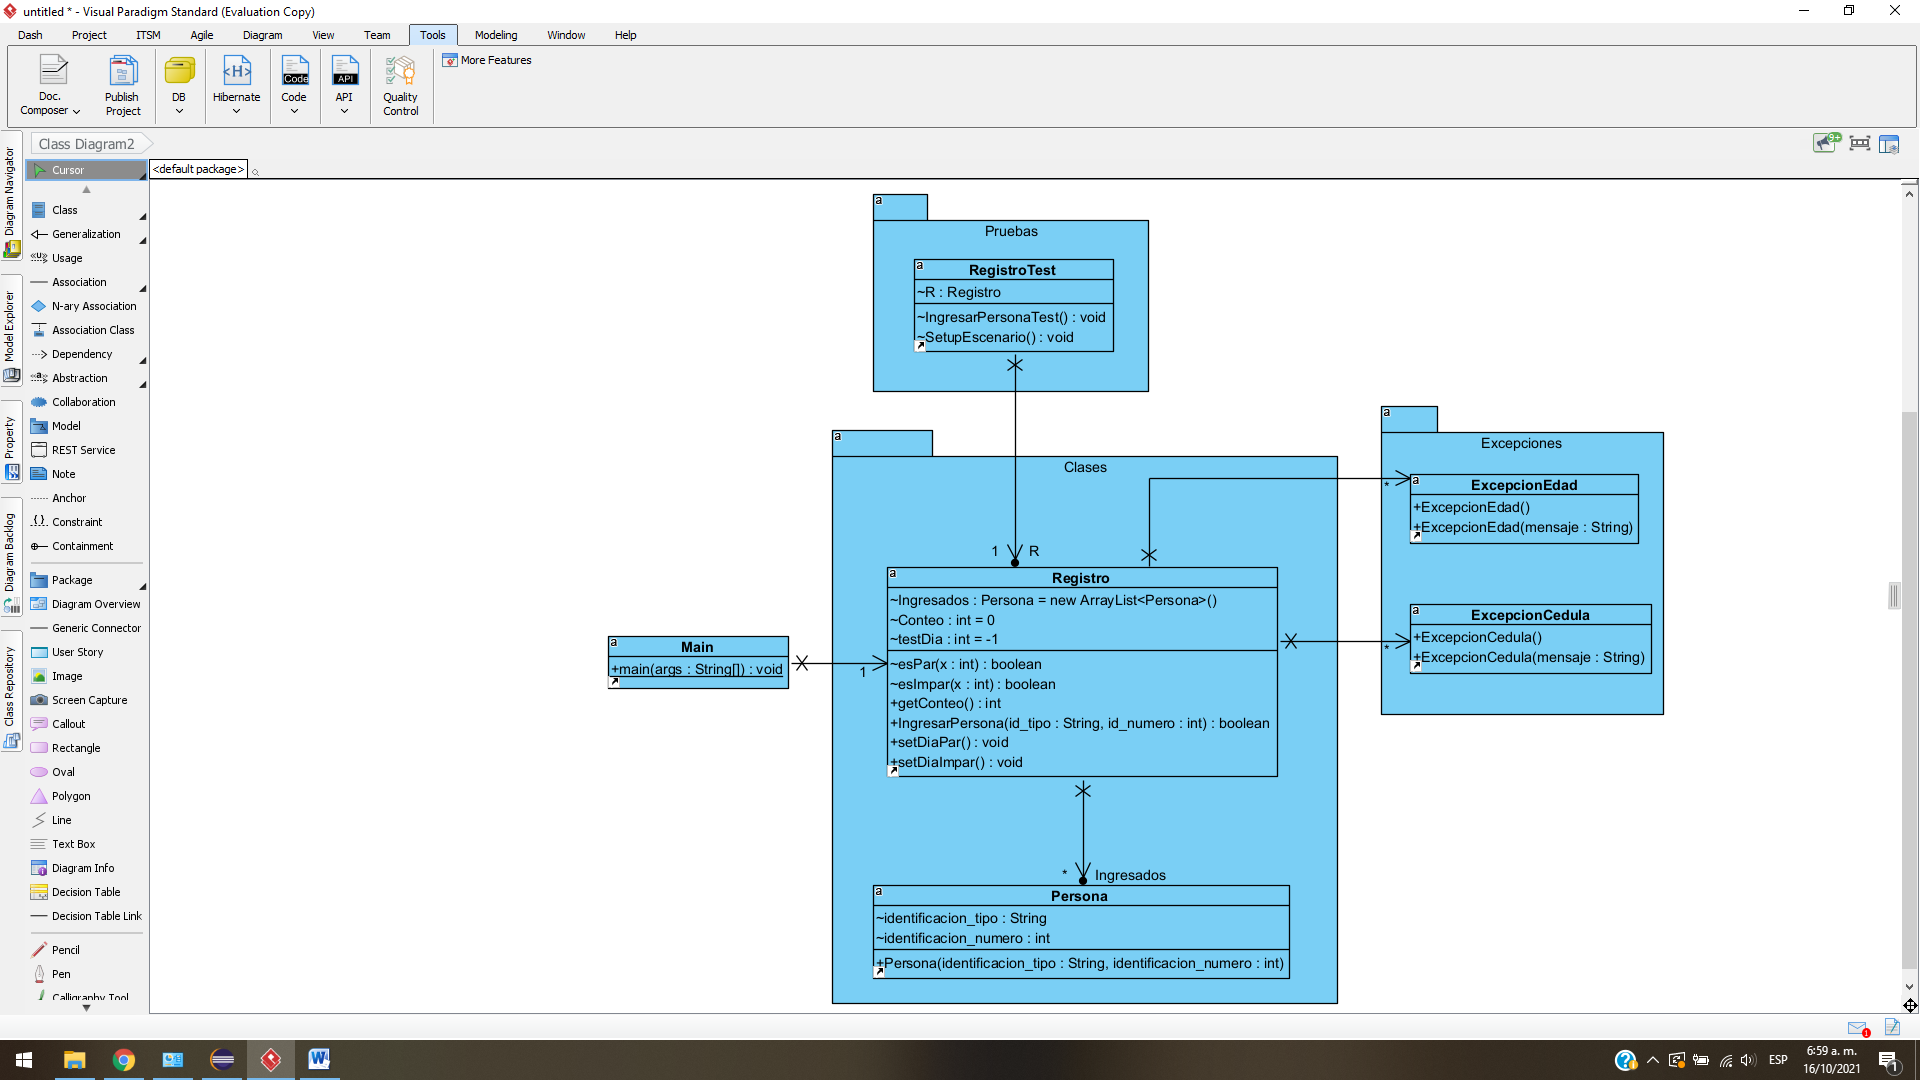 untitled * - Visual Paradigm Standard (Evaluation Copy)
Dash Project ITSM Agile Diagram View Team Tools Modeling Window Help
Doc. Composer
Publish Project
DB
Hibernate
Code
API
Quality Control
More Features
Class Diagram2
<default package>
Diagram Navigator
Model Explorer
Property
Diagram Backlog
Class Repository
Cursor
Class
Generalization
Usage
Association
N-ary Association
Association Class
Dependency
Abstraction
Collaboration
Model
REST Service
Note
Anchor
Constraint
Containment
Package
Diagram Overview
Generic Connector
User Story
Image
Screen Capture
Callout
Rectangle
Oval
Polygon
Line
Text Box
Diagram Info
Decision Table
Decision Table Link
Pencil
Pen
Calligraphy Tool
a
Pruebas
a
RegistroTest
~R : Registro
~IngresarPersonaTest() : void
~SetupEscenario() : void
a
Clases
1 R
a
Registro
~Ingresados : Persona = new ArrayList<Persona>()
~Conteo : int = 0
~testDia : int = -1
~esPar(x : int) : boolean
~esImpar(x : int) : boolean
+getConteo() : int
+IngresarPersona(id_tipo : String, id_numero : int) : boolean
+setDiaPar() : void
+setDiaImpar() : void
a
Main
+main(args : String[]) : void
1
* Ingresados
a
Persona
~identificacion_tipo : String
~identificacion_numero : int
+Persona(identificacion_tipo : String, identificacion_numero : int)
a
Excepciones
*
a
ExcepcionEdad
+ExcepcionEdad()
+ExcepcionEdad(mensaje : String)
*
a
ExcepcionCedula
+ExcepcionCedula()
+ExcepcionCedula(mensaje : String)
9+
1
ESP
6:59 a. m.
16/10/2021
1